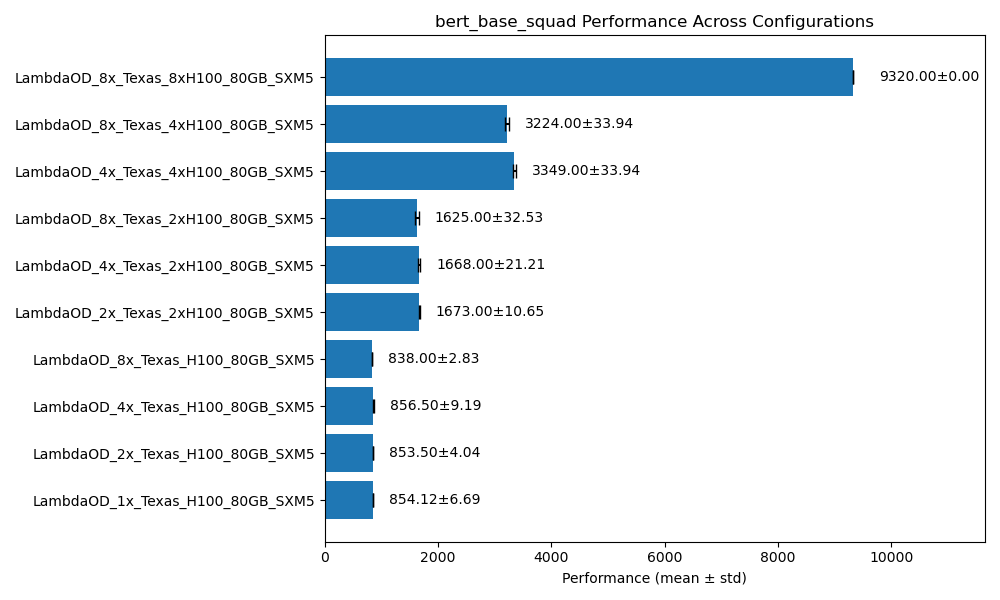 bert_base_squad Performance Across Configurations
LambdaOD_8x_Texas_8xH100_80GB_SXM5 9320.00±0.00
LambdaOD_8x_Texas_4xH100_80GB_SXM5 3224.00±33.94
LambdaOD_4x_Texas_4xH100_80GB_SXM5 3349.00±33.94
LambdaOD_8x_Texas_2xH100_80GB_SXM5 1625.00±32.53
LambdaOD_4x_Texas_2xH100_80GB_SXM5 1668.00±21.21
LambdaOD_2x_Texas_2xH100_80GB_SXM5 1673.00±10.65
LambdaOD_8x_Texas_H100_80GB_SXM5 838.00±2.83
LambdaOD_4x_Texas_H100_80GB_SXM5 856.50±9.19
LambdaOD_2x_Texas_H100_80GB_SXM5 853.50±4.04
LambdaOD_1x_Texas_H100_80GB_SXM5 854.12±6.69
0 2000 4000 6000 8000 10000
Performance (mean ± std)